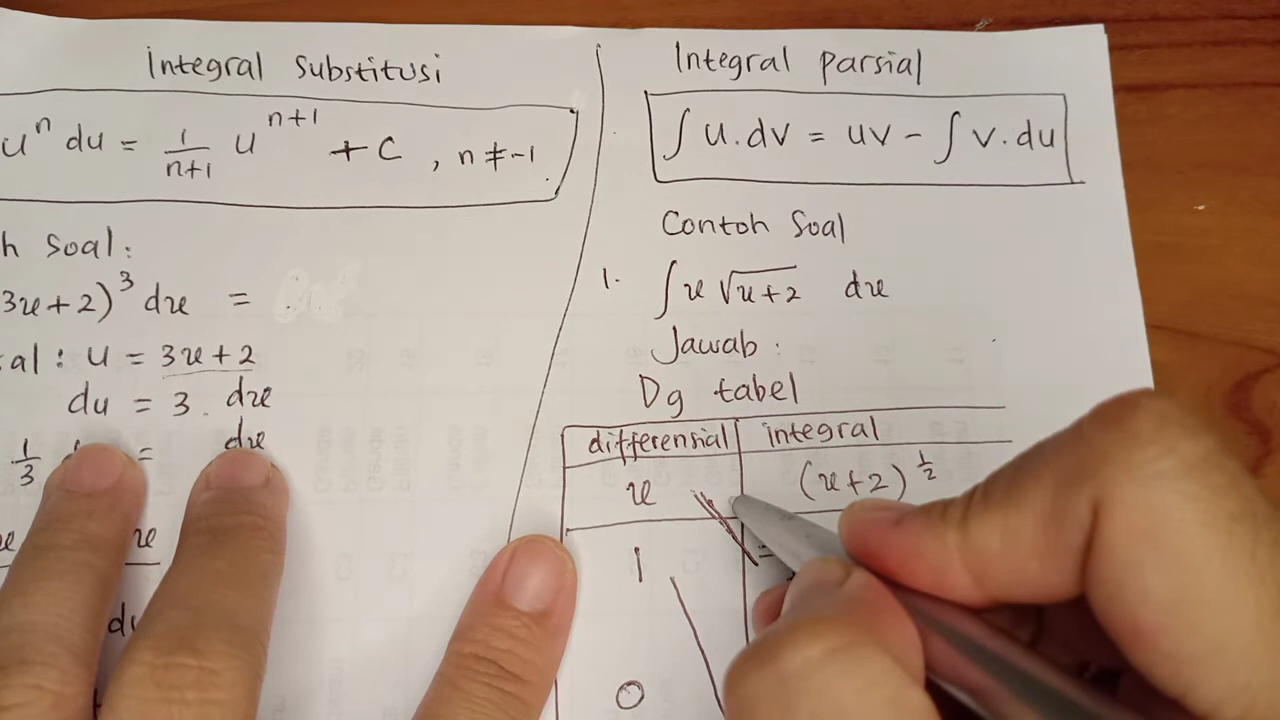 Integral Substitusi
u^n du = 1/(n+1) u^(n+1) + C , n ≠ -1
h Soal:
3x+2)^3 dx =
al : u = 3x+2
du = 3 . dx
1/3 = dx
x
du
Integral parsial
∫ u.dv = uv - ∫ v.du
Contoh Soal
1. ∫ x √(x+2) dx
Jawab :
Dg tabel
differensial integral
x (x+2)^(1/2)
1
0